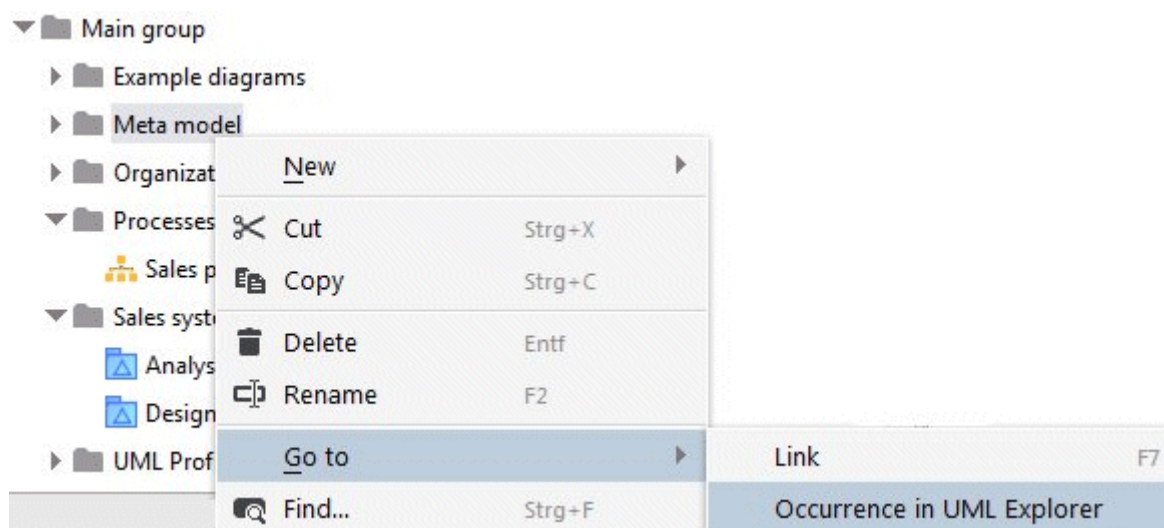 Main group
Example diagrams
Meta model
Organizat
Processes
Sales p
Sales syste
Analys
Design
UML Prof
New
Cut Strg+X
Copy Strg+C
Delete Entf
Rename F2
Go to
Find... Strg+F
Link F7
Occurrence in UML Explorer